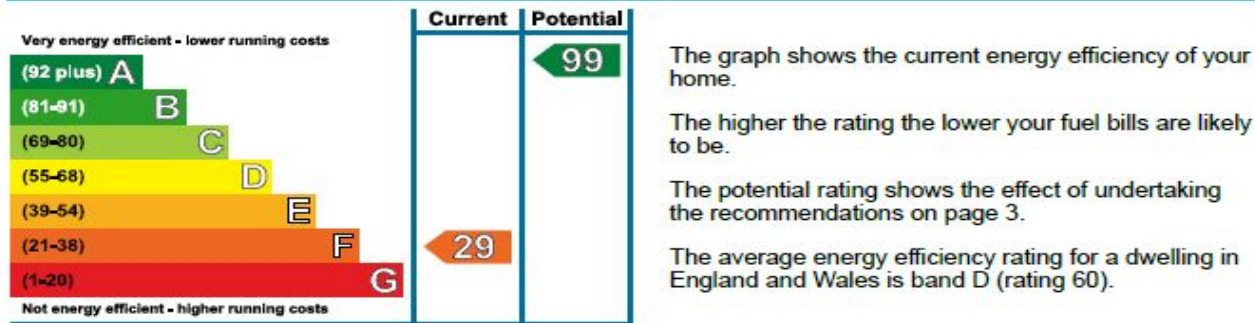 Current Potential
Very energy efficient - lower running costs
(92 plus) A
99
(81-91) B
(69-80) C
(55-68) D
(39-54) E
(21-38) F
29
(1-20) G
Not energy efficient - higher running costs
The graph shows the current energy efficiency of your
home.
The higher the rating the lower your fuel bills are likely
to be.
The potential rating shows the effect of undertaking
the recommendations on page 3.
The average energy efficiency rating for a dwelling in
England and Wales is band D (rating 60).